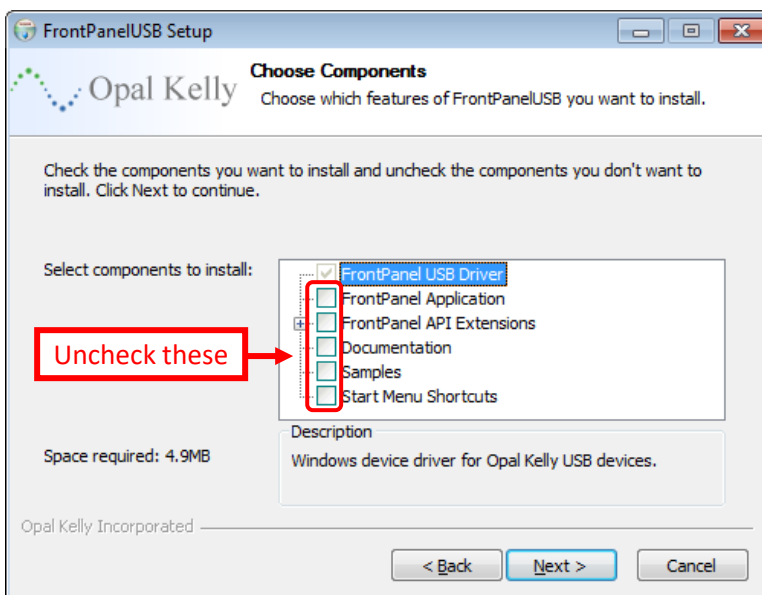 FrontPanelUSB Setup
Opal Kelly
Choose Components
Choose which features of FrontPanelUSB you want to install.
Check the components you want to install and uncheck the components you don't want to
install. Click Next to continue.
Select components to install:
FrontPanel USB Driver
FrontPanel Application
FrontPanel API Extensions
Documentation
Samples
Start Menu Shortcuts
Uncheck these
Space required: 4.9MB
Description
Windows device driver for Opal Kelly USB devices.
Opal Kelly Incorporated
< Back
Next >
Cancel